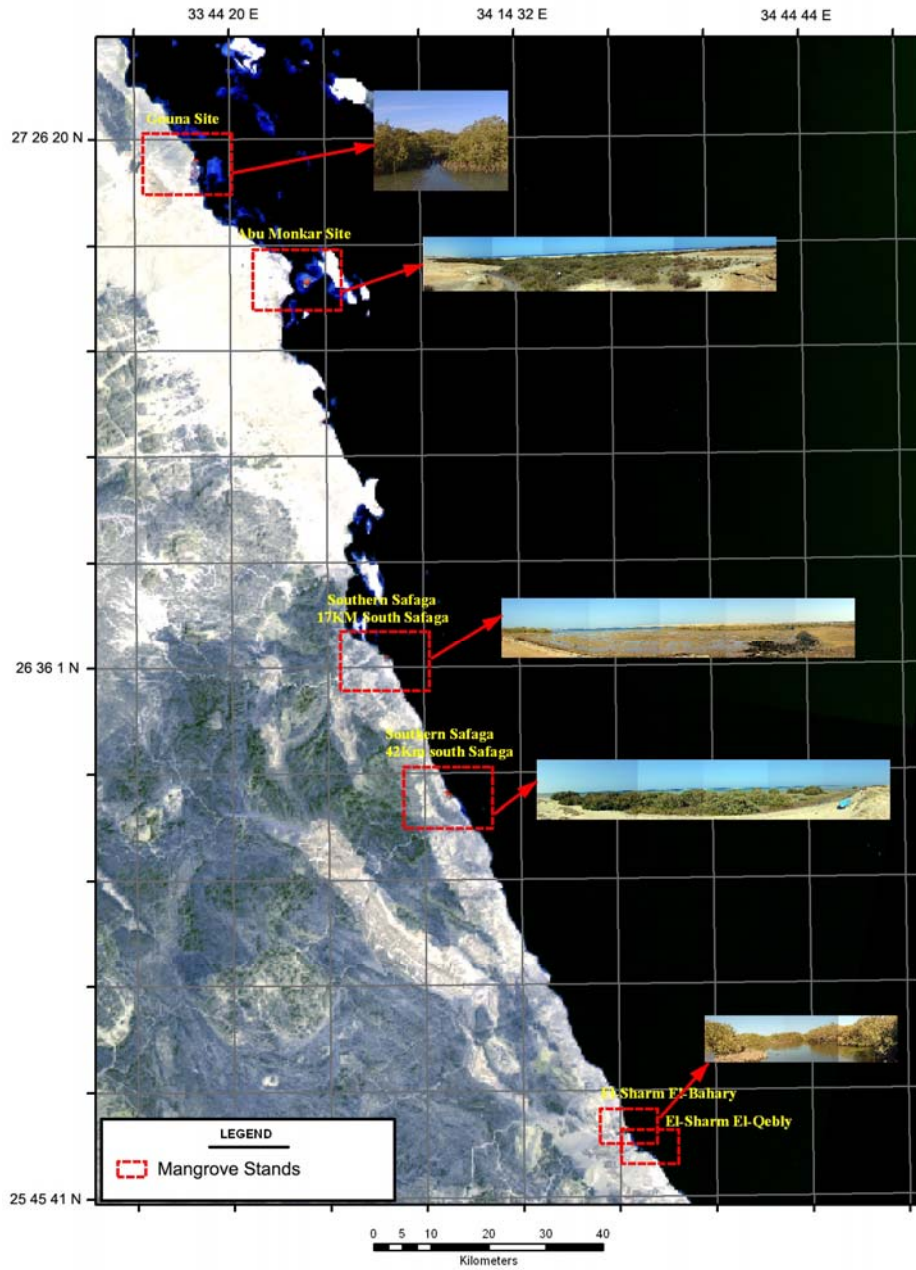 33 44 20 E
34 14 32 E
34 44 44 E
27 26 20 N
Gouna Site
Abu Monkar Site
Southern Safaga
17KM South Safaga
26 36 1 N
Southern Safaga
42Km south Safaga
El-Sharm El-Bahary
El-Sharm El-Qebly
LEGEND
Mangrove Stands
25 45 41 N
0 5 10 20 30 40
Kilometers